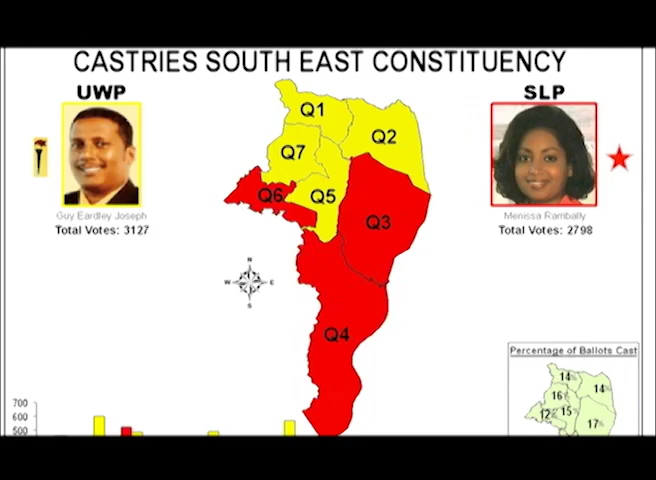 CASTRIES SOUTH EAST CONSTITUENCY
UWP
SLP
Guy Eardley Joseph
Total Votes: 3127
Menissa Rambally
Total Votes: 2798
Q1
Q2
Q7
Q6
Q5
Q3
Q4
N
W E
S
Percentage of Ballots Cast
14%
14%
16%
12%
15%
17%
700
600
500